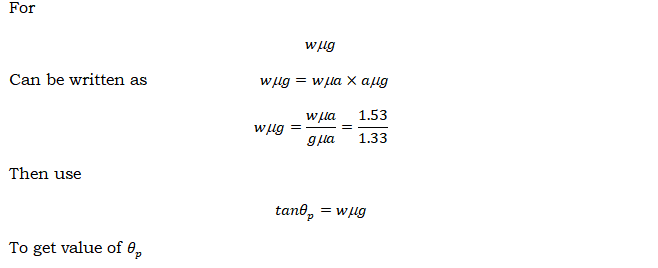 For
wμg
Can be written as wμg = wμa × aμg
wμg = wμa / gμa = 1.53 / 1.33
Then use
tanθₚ = wμg
To get value of θₚ